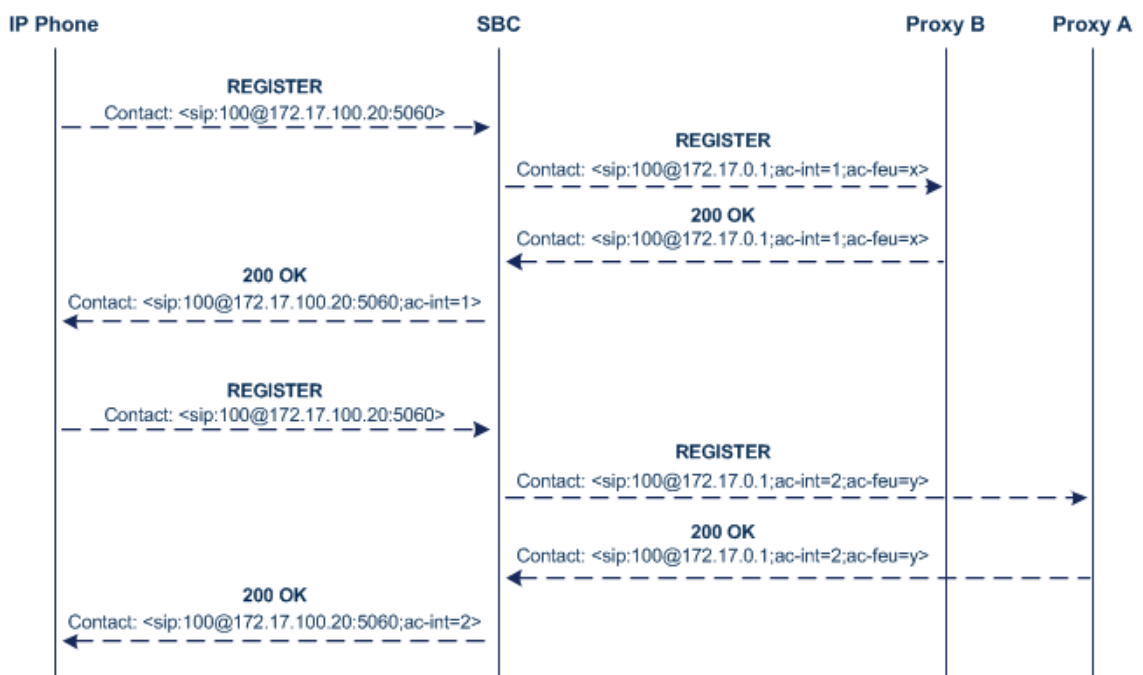 IP Phone SBC Proxy B Proxy A
REGISTER
Contact: <sip:100@172.17.100.20:5060>
REGISTER
Contact: <sip:100@172.17.0.1;ac-int=1;ac-feu=x>
200 OK
Contact: <sip:100@172.17.0.1;ac-int=1;ac-feu=x>
200 OK
Contact: <sip:100@172.17.100.20:5060;ac-int=1>
REGISTER
Contact: <sip:100@172.17.100.20:5060>
REGISTER
Contact: <sip:100@172.17.0.1;ac-int=2;ac-feu=y>
200 OK
Contact: <sip:100@172.17.0.1;ac-int=2;ac-feu=y>
200 OK
Contact: <sip:100@172.17.100.20:5060;ac-int=2>